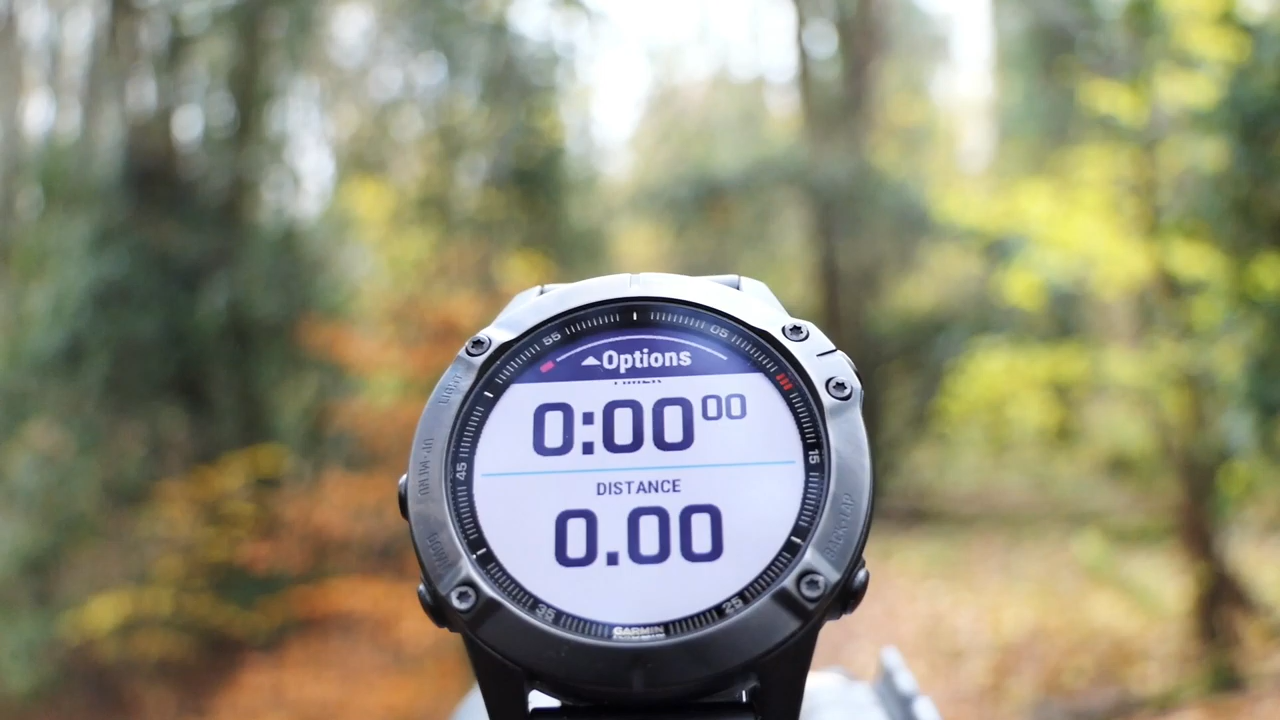 Options
TIMER
0:00 00
DISTANCE
0.00
55
05
45
15
35
25
GARMIN
LIGHT
UP·MENU
DOWN
BACK·LAP